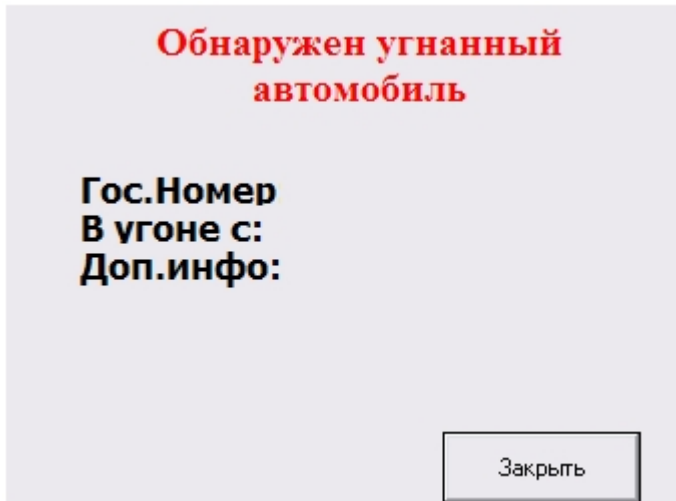 Обнаружен угнанный
автомобиль
Гос.Номер
В угоне с:
Доп.инфо:
Закрыть